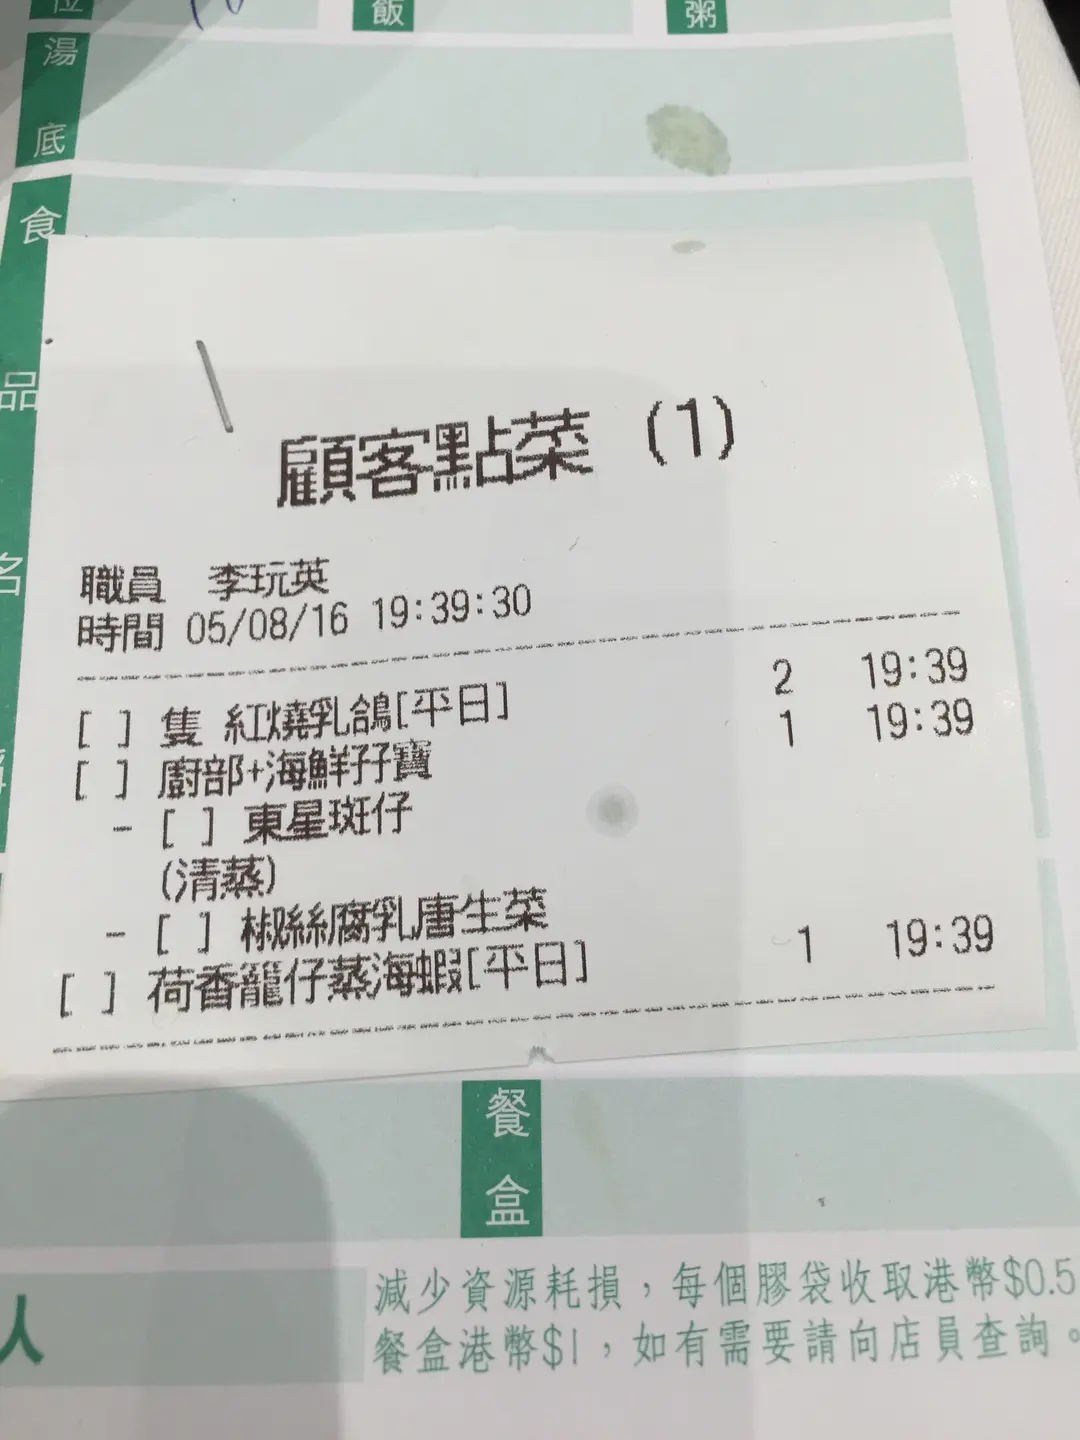 位
飯
粥
湯底
食品名
顧客點菜 (1)
職員 李玩英
時間 05/08/16 19:39:30
[ ] 隻 紅燒乳鴿[平日] 2 19:39
[ ] 廚部+海鮮孖寶 1 19:39
- [ ] 東星斑仔
(清蒸)
- [ ] 椒絲腐乳唐生菜
[ ] 荷香籠仔蒸海蝦[平日] 1 19:39
餐盒
人
減少資源耗損，每個膠袋收取港幣$0.5
餐盒港幣$1，如有需要請向店員查詢。